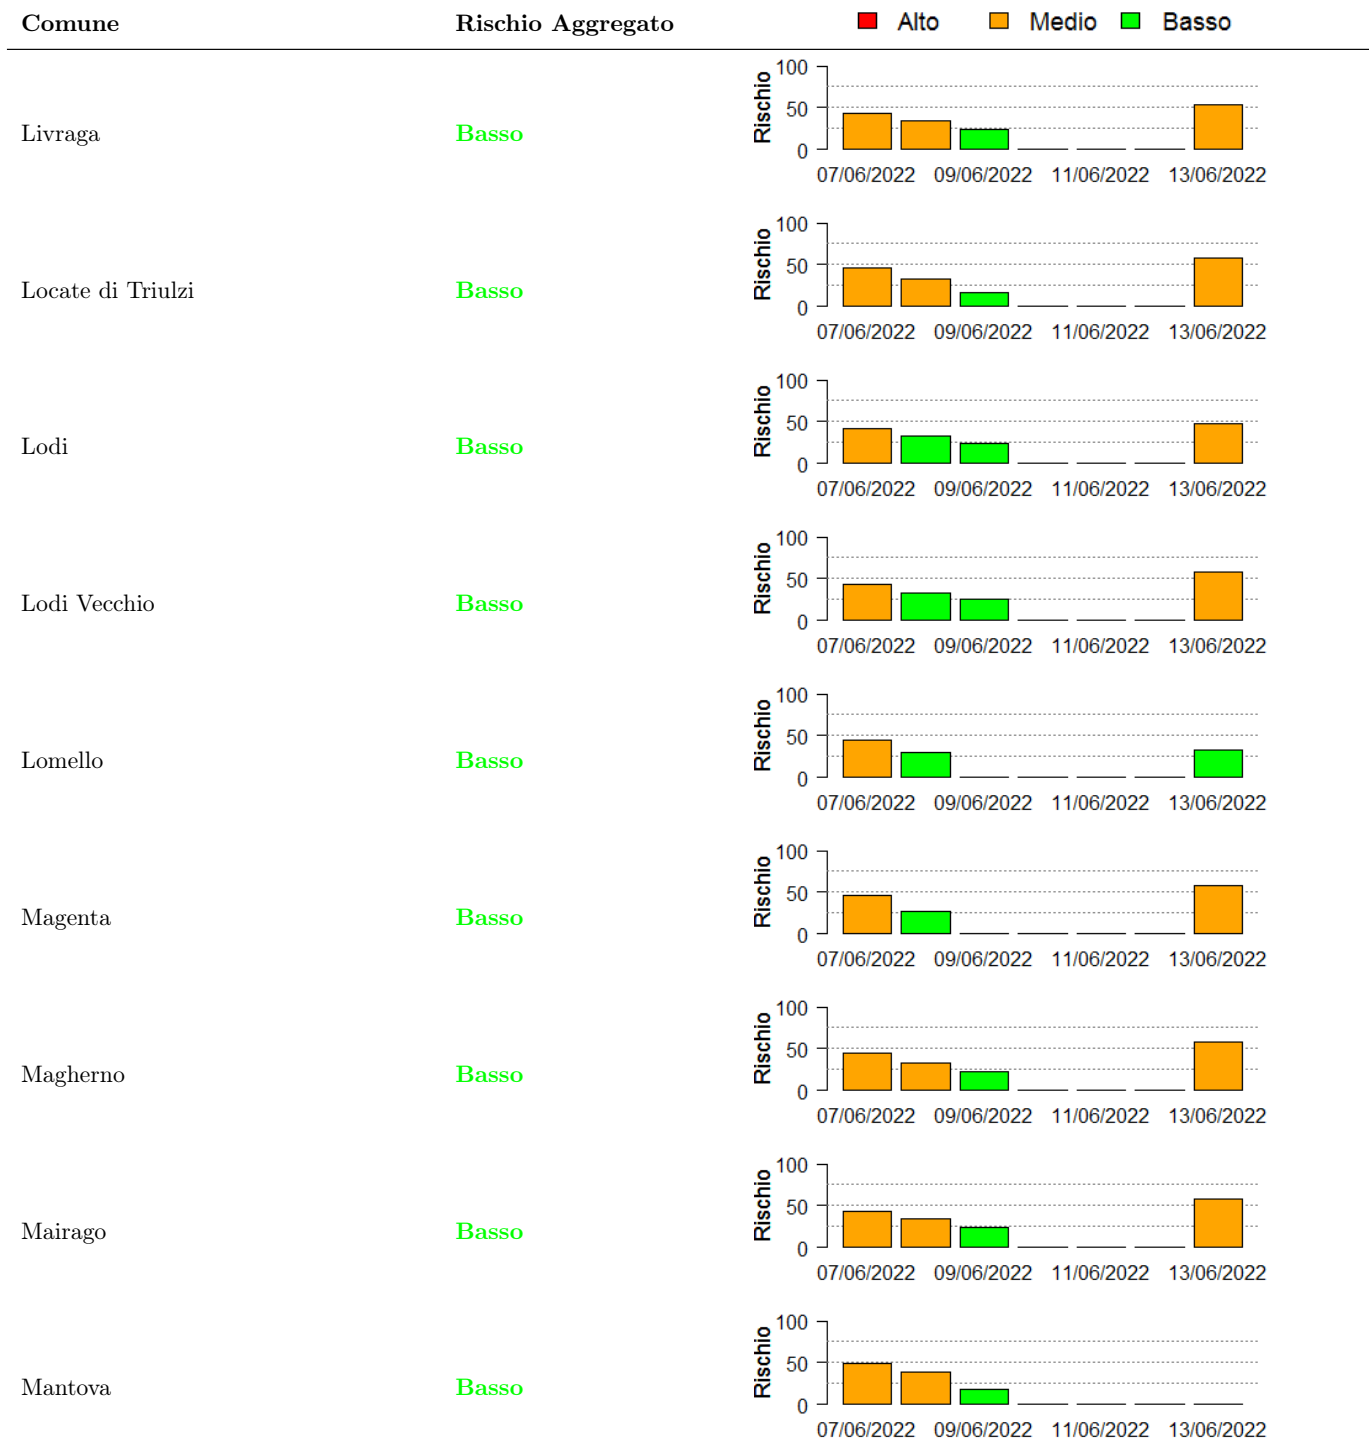 Comune Rischio Aggregato Alto Medio Basso
100
50
0
Rischio
Livraga Basso
07/06/2022 09/06/2022 11/06/2022 13/06/2022
100
50
0
Rischio
Locate di Triulzi Basso
07/06/2022 09/06/2022 11/06/2022 13/06/2022
100
50
0
Rischio
Lodi Basso
07/06/2022 09/06/2022 11/06/2022 13/06/2022
100
50
0
Rischio
Lodi Vecchio Basso
07/06/2022 09/06/2022 11/06/2022 13/06/2022
100
50
0
Rischio
Lomello Basso
07/06/2022 09/06/2022 11/06/2022 13/06/2022
100
50
0
Rischio
Magenta Basso
07/06/2022 09/06/2022 11/06/2022 13/06/2022
100
50
0
Rischio
Magherno Basso
07/06/2022 09/06/2022 11/06/2022 13/06/2022
100
50
0
Rischio
Mairago Basso
07/06/2022 09/06/2022 11/06/2022 13/06/2022
100
50
0
Rischio
Mantova Basso
07/06/2022 09/06/2022 11/06/2022 13/06/2022